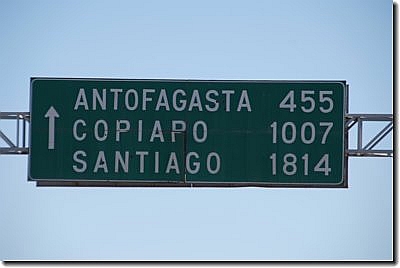 ANTOFAGASTA 455
COPIAPO 1007
SANTIAGO 1814